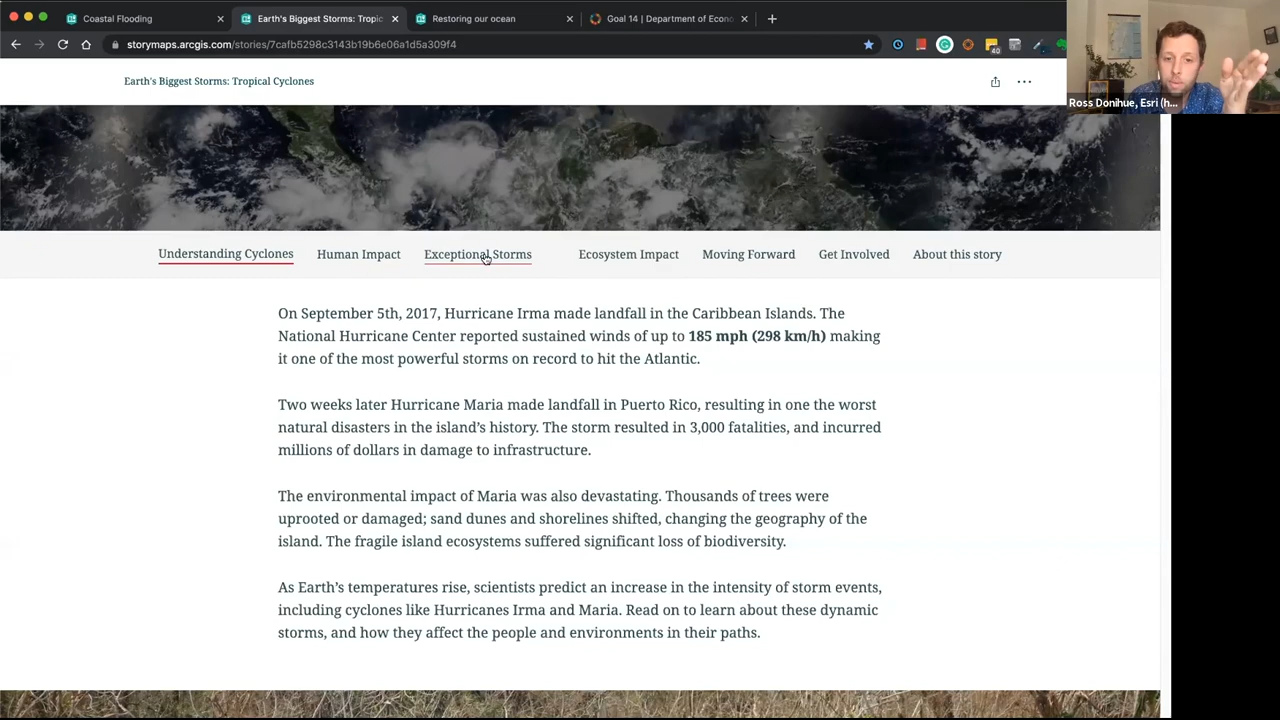 Coastal Flooding
Earth's Biggest Storms: Tropic
Restoring our ocean
Goal 14 | Department of Econo
storymaps.arcgis.com/stories/7cafb5298c3143b19b6e06a1d5a309f4
40
Ross Donihue, Esri (h...
Earth's Biggest Storms: Tropical Cyclones
Understanding Cyclones Human Impact Exceptional Storms Ecosystem Impact Moving Forward Get Involved About this story
On September 5th, 2017, Hurricane Irma made landfall in the Caribbean Islands. The
National Hurricane Center reported sustained winds of up to 185 mph (298 km/h) making
it one of the most powerful storms on record to hit the Atlantic.
Two weeks later Hurricane Maria made landfall in Puerto Rico, resulting in one the worst
natural disasters in the island's history. The storm resulted in 3,000 fatalities, and incurred
millions of dollars in damage to infrastructure.
The environmental impact of Maria was also devastating. Thousands of trees were
uprooted or damaged; sand dunes and shorelines shifted, changing the geography of the
island. The fragile island ecosystems suffered significant loss of biodiversity.
As Earth's temperatures rise, scientists predict an increase in the intensity of storm events,
including cyclones like Hurricanes Irma and Maria. Read on to learn about these dynamic
storms, and how they affect the people and environments in their paths.